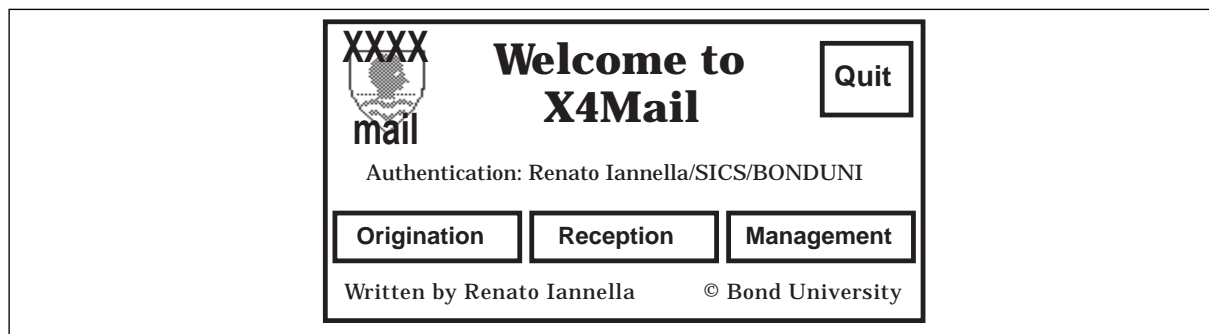 XXXX
mail
Welcome to
X4Mail
Quit
Authentication: Renato Iannella/SICS/BONDUNI
Origination
Reception
Management
Written by Renato Iannella
© Bond University